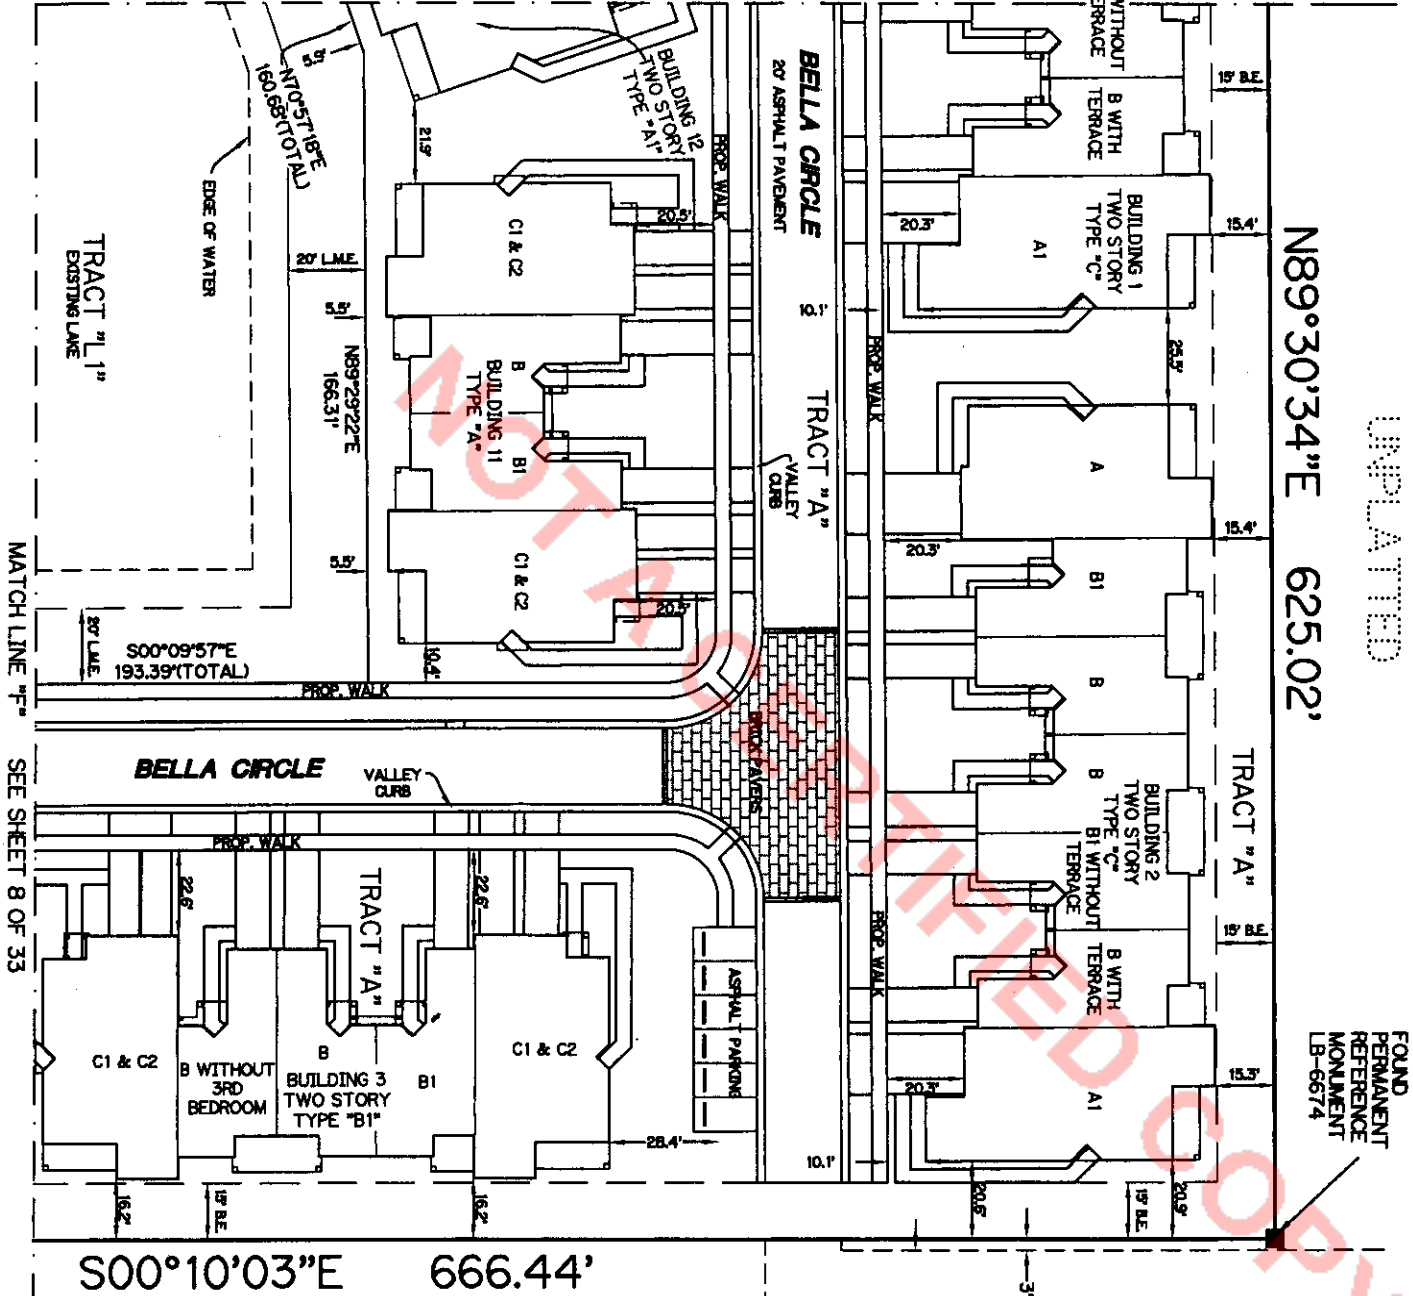 UNPLATTED
N89°30'34"E 625.02'
TRACT "A"
15' B.E.
15.4'
15.4'
15' B.E.
15.3'
FOUND
PERMANENT
REFERENCE
MONUMENT
LB-6674
WITHOUT
TERRACE
B WITH
TERRACE
BUILDING 1
TWO STORY
TYPE "C"
A1
20.3'
25.5'
A
20.3'
B1
B
B
BUILDING 2
TWO STORY
TYPE "C"
B1 WITHOUT
TERRACE
B WITH
TERRACE
A1
20.3'
20.6'
20.9'
15' B.E.
3'
PROP. WALK
PROP. WALK
10.1'
10.1'
BELLA CIRCLE
20' ASPHALT PAVEMENT
TRACT "A"
VALLEY
CURB
BRICK PAVERS
PROP. WALK
BUILDING 12
TWO STORY
TYPE "A1"
21.9'
20.5'
C1 & C2
B
BUILDING 11
TYPE "A"
B1
C1 & C2
20.5'
10.4'
5.9'
N70°57'18"E
160.68'(TOTAL)
EDGE OF WATER
TRACT "L1"
EXISTING LAKE
20' L.M.E.
5.5'
N89°29'22"E
166.31'
5.5'
20' L.M.E.
S00°09'57"E
193.39'(TOTAL)
PROP. WALK
BELLA CIRCLE
VALLEY
CURB
PROP. WALK
22.6'
22.6'
TRACT "A"
ASPHALT PARKING
C1 & C2
B WITHOUT
3RD
BEDROOM
B
BUILDING 3
TWO STORY
TYPE "B1"
B1
C1 & C2
28.4'
16.2'
15' B.E.
16.2'
S00°10'03"E 666.44'
MATCH LINE "F" SEE SHEET 8 OF 33
NOT A CERTIFIED COPY